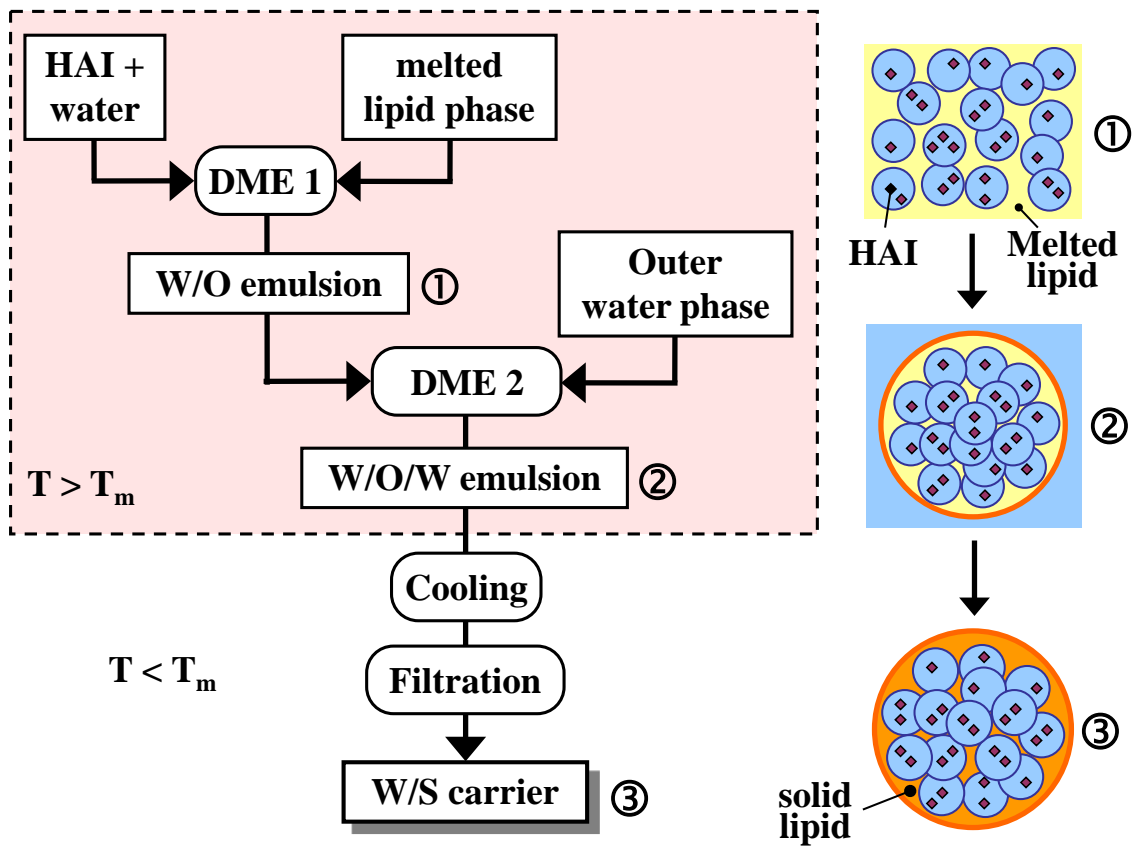 HAI +
water
melted
lipid phase
DME 1
W/O emulsion
①
Outer
water phase
DME 2
W/O/W emulsion
②
T > Tₘ
Cooling
T < Tₘ
Filtration
W/S carrier
③
①
HAI
Melted
lipid
②
③
solid
lipid